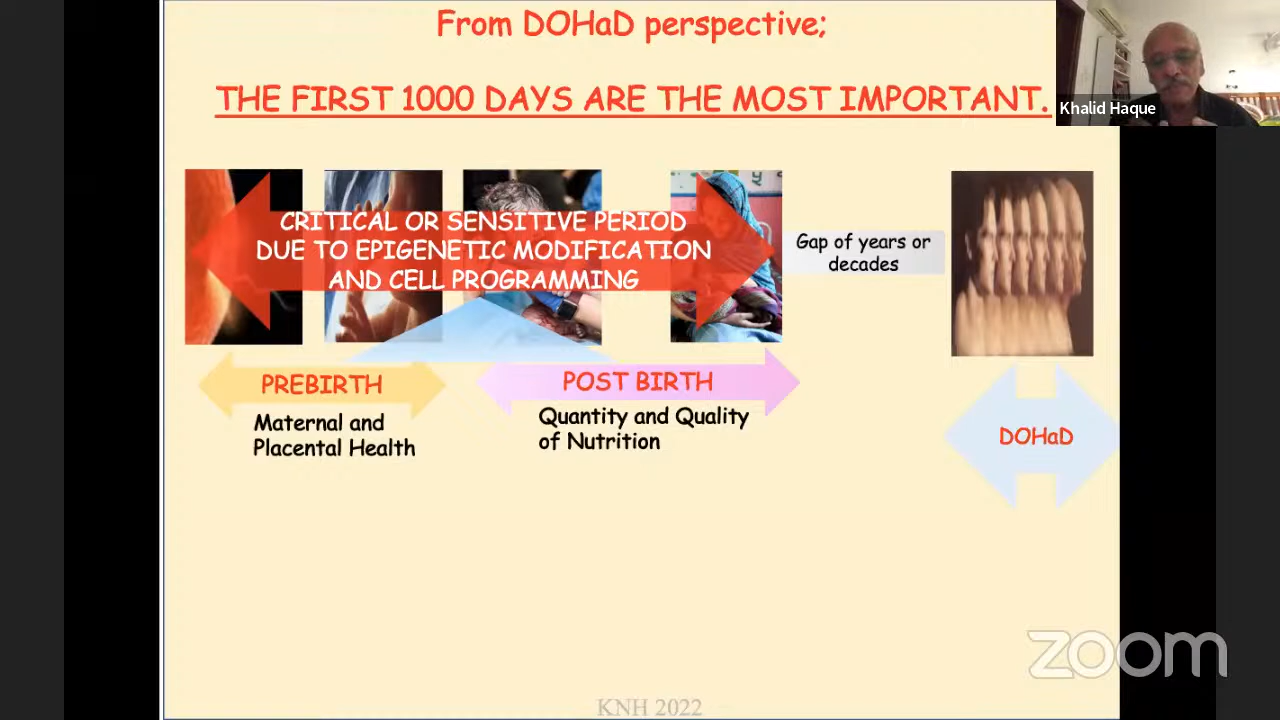 From DOHaD perspective;
THE FIRST 1000 DAYS ARE THE MOST IMPORTANT.
Khalid Haque
CRITICAL OR SENSITIVE PERIOD
DUE TO EPIGENETIC MODIFICATION
AND CELL PROGRAMMING
Gap of years or
decades
PREBIRTH
Maternal and
Placental Health
POST BIRTH
Quantity and Quality
of Nutrition
DOHaD
zoom
KNH 2022